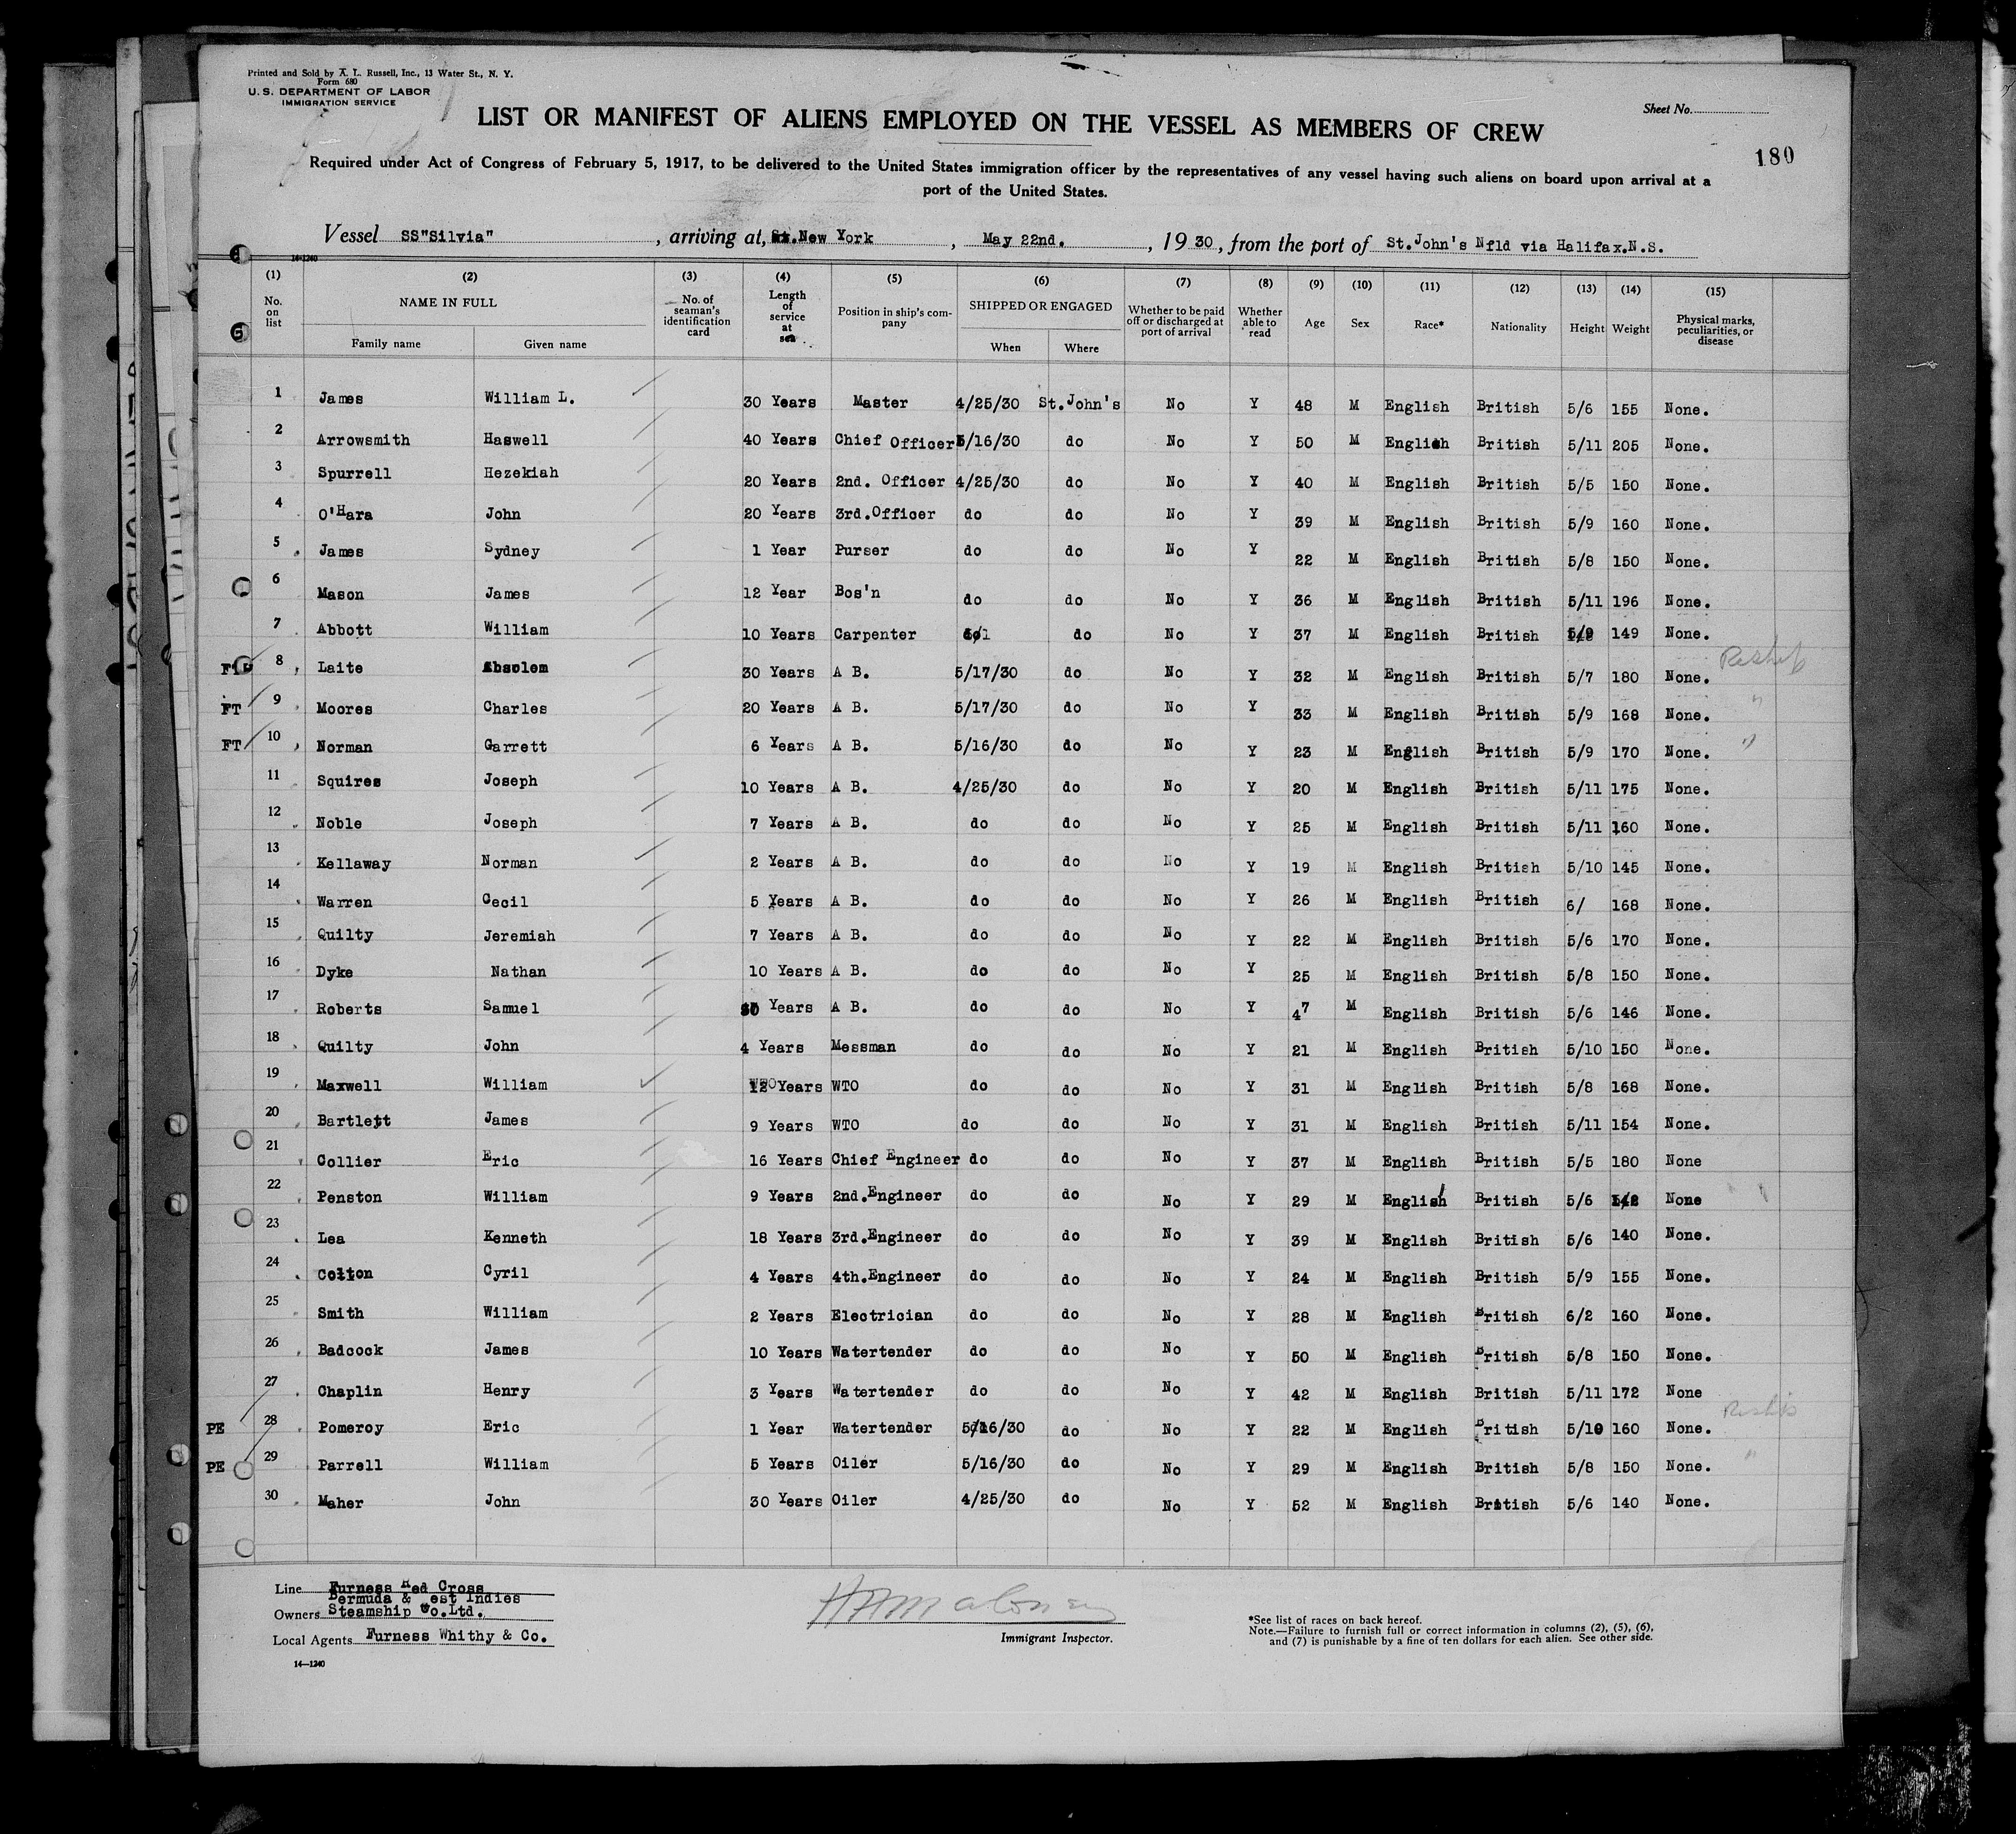 Printed and Sold by A. L. Russell, Inc., 13 Water St., N. Y.
Form 680
U. S. DEPARTMENT OF LABOR
IMMIGRATION SERVICE
Sheet No.
LIST OR MANIFEST OF ALIENS EMPLOYED ON THE VESSEL AS MEMBERS OF CREW
180
Required under Act of Congress of February 5, 1917, to be delivered to the United States immigration officer by the representatives of any vessel having such aliens on board upon arrival at a
port of the United States.
Vessel SS"Silvia" , arriving at, New York , May 22nd. , 19 30 , from the port of St.John's Nfld via Halifax.N.S.
14-1240
(1) (2) (3) (4) (5) (6) (7) (8) (9) (10) (11) (12) (13) (14) (15)
No. on list NAME IN FULL Family name Given name No. of seaman's identification card Length of service at sea Position in ship's company SHIPPED OR ENGAGED When Where Whether to be paid off or discharged at port of arrival Whether able to read Age Sex Race* Nationality Height Weight Physical marks, peculiarities, or disease
1 James William L. 30 Years Master 4/25/30 St.John's No Y 48 M English British 5/6 155 None.
2 Arrowsmith Haswell 40 Years Chief Officer 5/16/30 do No Y 50 M English British 5/11 205 None.
3 Spurrell Hezekiah 20 Years 2nd. Officer 4/25/30 do No Y 40 M English British 5/5 150 None.
4 O'Hara John 20 Years 3rd.Officer do do No Y 39 M English British 5/9 160 None.
5 James Sydney 1 Year Purser do do No Y 22 M English British 5/8 150 None.
6 Mason James 12 Year Bos'n do do No Y 36 M English British 5/11 196 None.
7 Abbott William 10 Years Carpenter do No Y 37 M English British 149 None.
8 Laite Absolem 30 Years A B. 5/17/30 do No Y 32 M English British 5/7 180 None. Reship
FT 9 Moores Charles 20 Years A B. 5/17/30 do No Y 33 M English British 5/9 168 None. "
FT 10 Norman Garrett 6 Years A B. 5/16/30 do No Y 23 M English British 5/9 170 None. "
11 Squires Joseph 10 Years A B. 4/25/30 do No Y 20 M English British 5/11 175 None.
12 Noble Joseph 7 Years A B. do do No Y 25 M English British 5/11 160 None.
13 Kellaway Norman 2 Years A B. do do No Y 19 M English British 5/10 145 None.
14 Warren Cecil 5 Years A B. do do No Y 26 M English British 6/ 168 None.
15 Quilty Jeremiah 7 Years A B. do do No Y 22 M English British 5/6 170 None.
16 Dyke Nathan 10 Years A B. do do No Y 25 M English British 5/8 150 None.
17 Roberts Samuel Years A B. do do No Y 47 M English British 5/6 146 None.
18 Quilty John 4 Years Messman do do No Y 21 M English British 5/10 150 None.
19 Maxwell William 12 Years WTO do do No Y 31 M English British 5/8 168 None.
20 Bartlett James 9 Years WTO do do No Y 31 M English British 5/11 154 None.
21 Collier Eric 16 Years Chief Engineer do do No Y 37 M English British 5/5 180 None
22 Penston William 9 Years 2nd.Engineer do do No Y 29 M English British 5/6 None
23 Lea Kenneth 18 Years 3rd.Engineer do do No Y 39 M English British 5/6 140 None.
24 Colton Cyril 4 Years 4th.Engineer do do No Y 24 M English British 5/9 155 None.
25 Smith William 2 Years Electrician do do No Y 28 M English British 6/2 160 None.
26 Badcock James 10 Years Watertender do do No Y 50 M English British 5/8 150 None.
27 Chaplin Henry 3 Years Watertender do do No Y 42 M English British 5/11 172 None
PE 28 Pomeroy Eric 1 Year Watertender 5/16/30 do No Y 22 M English British 5/10 160 None. Reship
PE 29 Parrell William 5 Years Oiler 5/16/30 do No Y 29 M English British 5/8 150 None. "
30 Maher John 30 Years Oiler 4/25/30 do No Y 52 M English British 5/6 140 None.
Line Furness Red Cross
Bermuda & est Indies
Owners Steamship Co.Ltd.
Local Agents Furness Whithy & Co.
14-1240
Immigrant Inspector.
*See list of races on back hereof.
Note.—Failure to furnish full or correct information in columns (2), (5), (6),
and (7) is punishable by a fine of ten dollars for each alien. See other side.